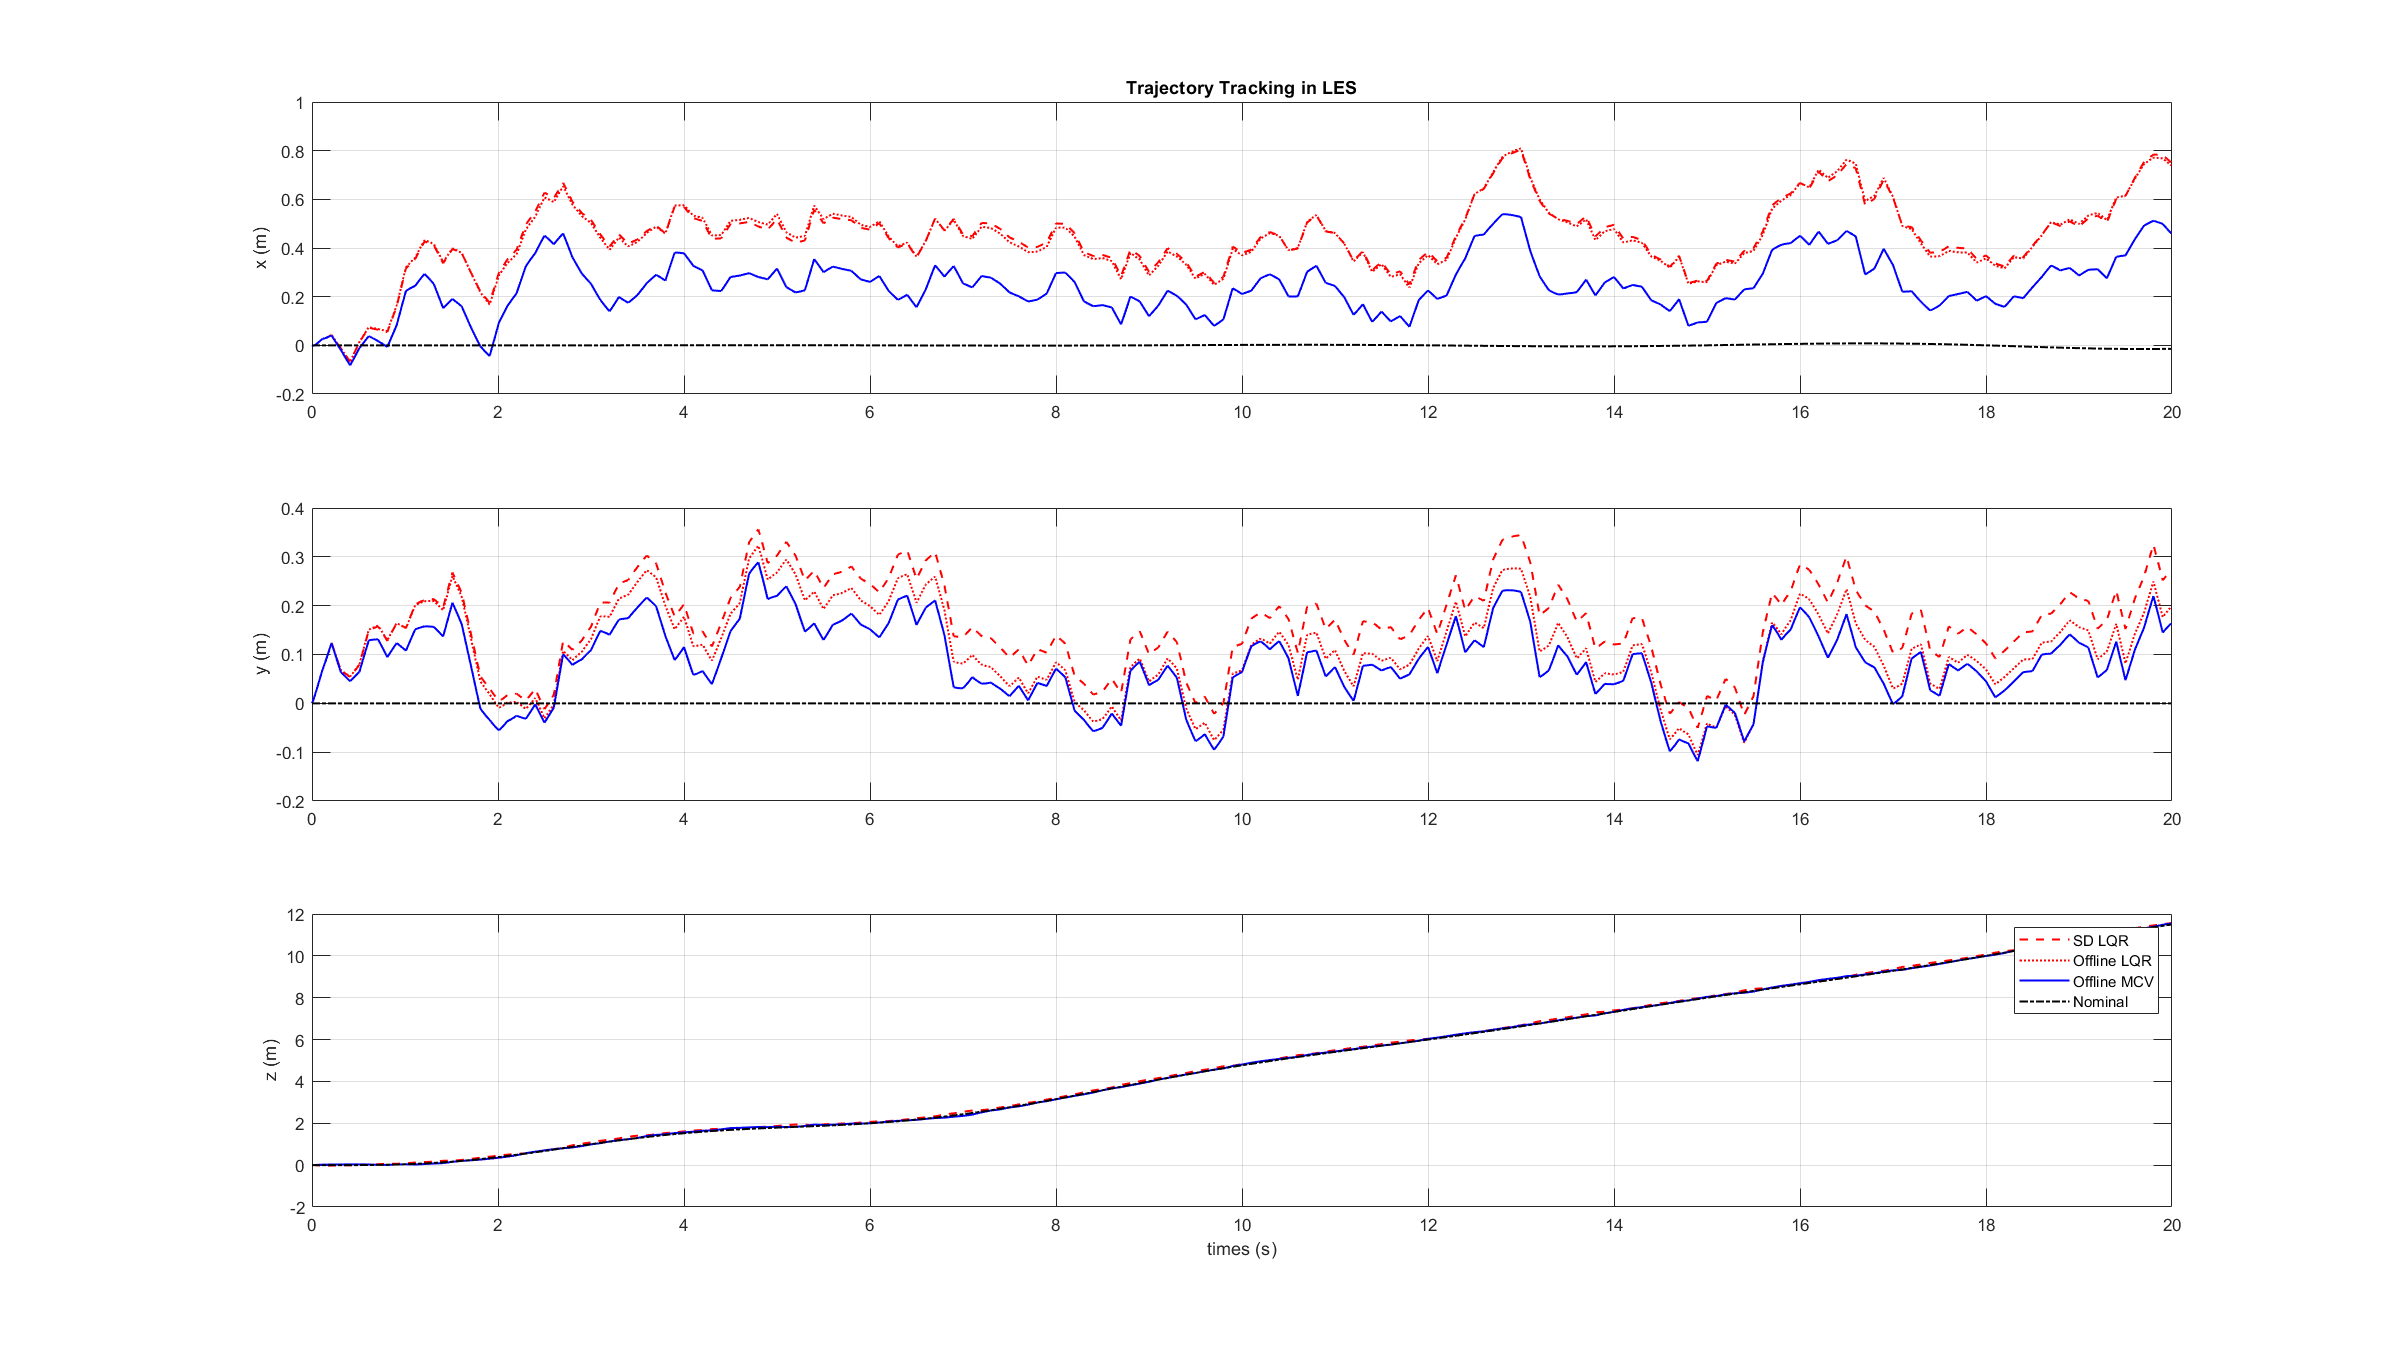 Trajectory Tracking in LES
1
0.8
0.6
0.4
0.2
0
-0.2
x (m)
0 2 4 6 8 10 12 14 16 18 20
0.4
0.3
0.2
0.1
0
-0.1
-0.2
y (m)
0 2 4 6 8 10 12 14 16 18 20
12
10
8
6
4
2
0
-2
z (m)
SD LQR
Offline LQR
Offline MCV
Nominal
0 2 4 6 8 10 12 14 16 18 20
times (s)